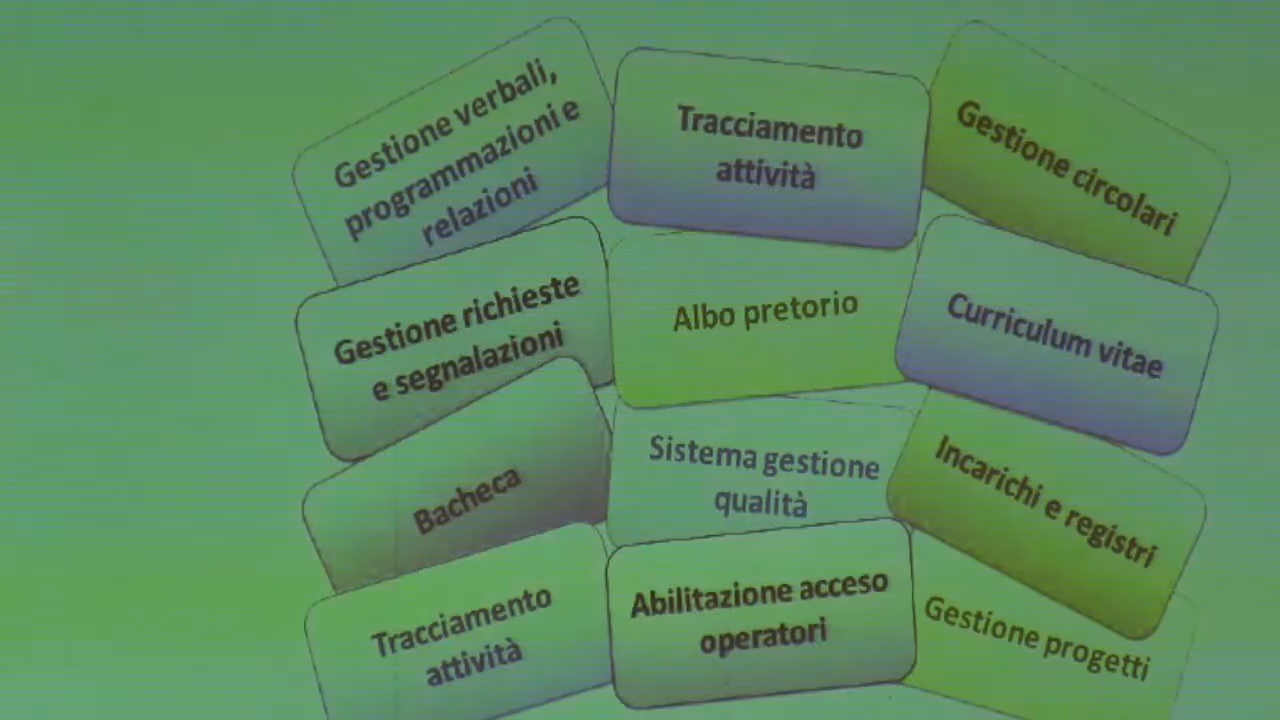 Gestione verbali,
programmazioni e
relazioni
Tracciamento
attività
Gestione circolari
Gestione richieste
e segnalazioni
Albo pretorio
Curriculum vitae
Bacheca
Sistema gestione
qualità
Incarichi e registri
Tracciamento
attività
Abilitazione acceso
operatori
Gestione progetti